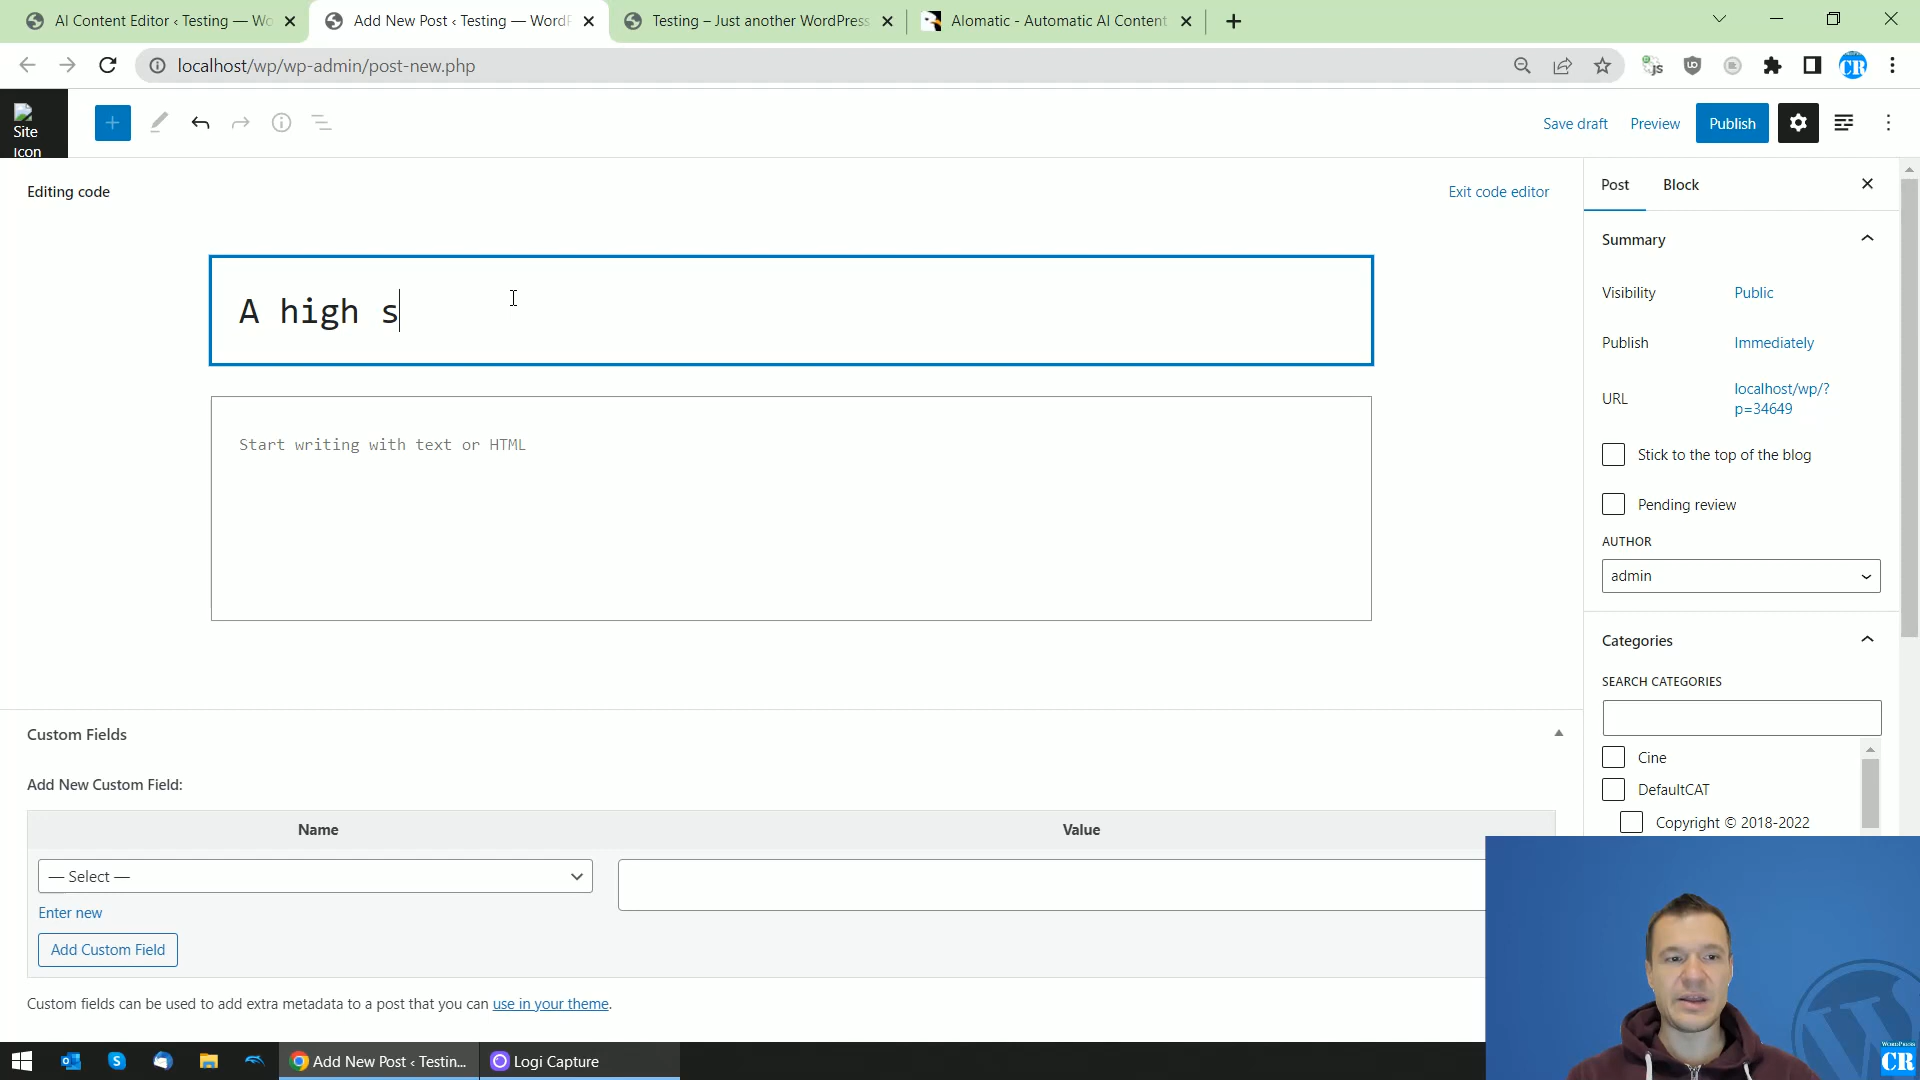 AI Content Editor ‹ Testing — Wo
Add New Post ‹ Testing — WordP
Testing – Just another WordPress
AIomatic - Automatic AI Content
localhost/wp/wp-admin/post-new.php
Site
Icon
Save draft
Preview
Publish
Editing code
Exit code editor
A high s
Start writing with text or HTML
Post
Block
Summary
Visibility
Public
Publish
Immediately
URL
localhost/wp/?
p=34649
Stick to the top of the blog
Pending review
AUTHOR
admin
Categories
SEARCH CATEGORIES
Cine
DefaultCAT
Copyright © 2018-2022
Custom Fields
Add New Custom Field:
Name
Value
— Select —
Enter new
Add Custom Field
Custom fields can be used to add extra metadata to a post that you can use in your theme.
Add New Post ‹ Testin...
Logi Capture
WORDPRESS
CR